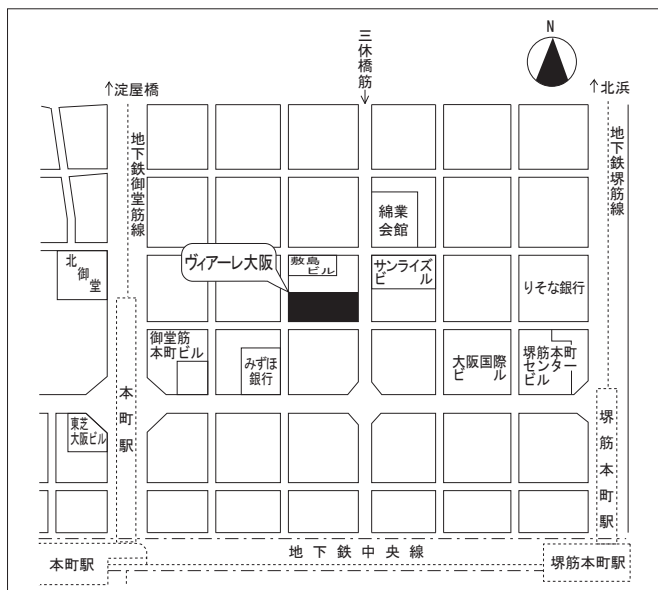 N
三休橋筋
↓
↑淀屋橋
↑北浜
地下鉄御堂筋線
地下鉄堺筋線
綿業
会館
北御堂
ヴィアーレ大阪
敷島
ビル
サンライズ
ビル
りそな銀行
御堂筋
本町ビル
みずほ
銀行
大阪国際
ビル
堺筋本町
センター
ビル
本町駅
東芝
大阪ビル
堺筋本町駅
地下鉄中央線
本町駅
堺筋本町駅